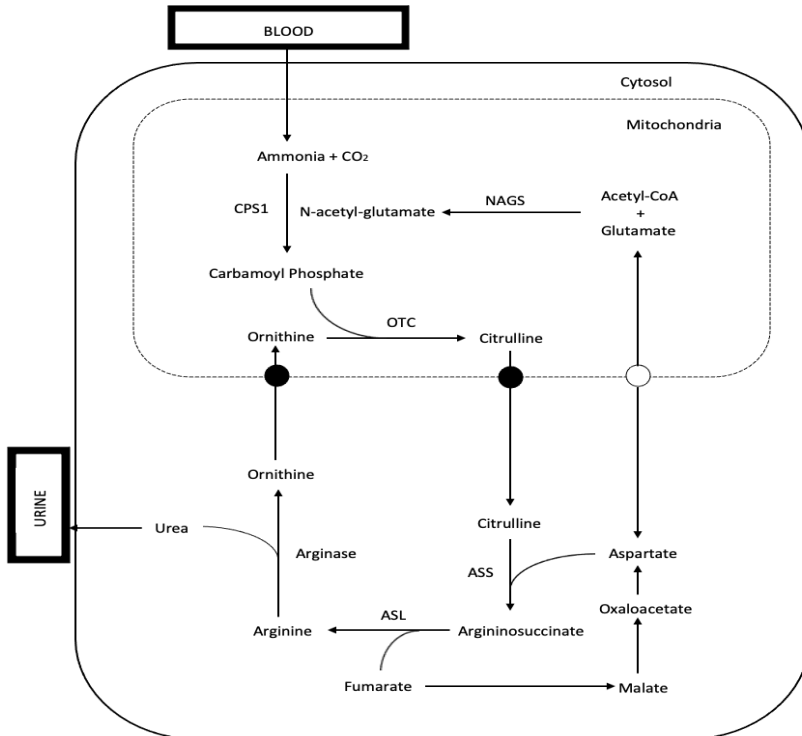 BLOOD
Cytosol
Mitochondria
Ammonia + CO₂
CPS1
N-acetyl-glutamate
NAGS
Acetyl-CoA
+
Glutamate
Carbamoyl Phosphate
OTC
Ornithine
Citrulline
Ornithine
URINE
Urea
Arginase
Citrulline
ASS
Aspartate
Oxaloacetate
ASL
Arginine
Argininosuccinate
Fumarate
Malate